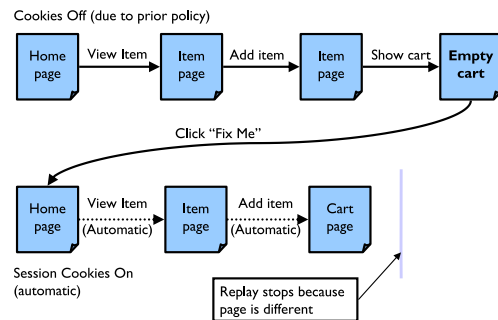 Cookies Off (due to prior policy)
Home page
View Item
Item page
Add item
Item page
Show cart
Empty cart
Click “Fix Me”
Home page
View Item
(Automatic)
Item page
Add item
(Automatic)
Cart page
Session Cookies On
(automatic)
Replay stops because
page is different